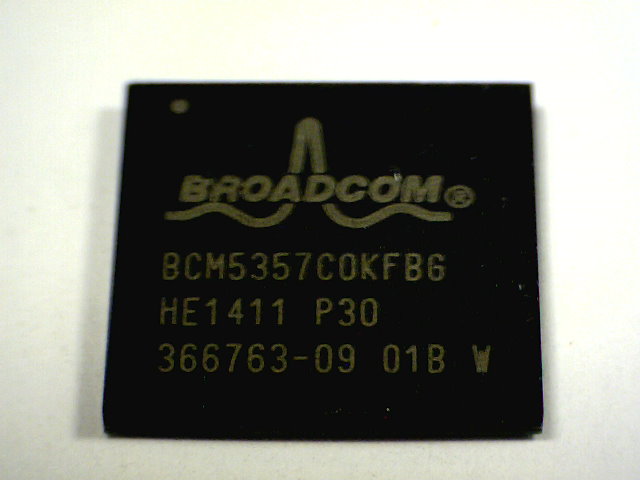 BROADCOM®
BCM5357C0KFBG
HE1411 P30
366763-09 01B W